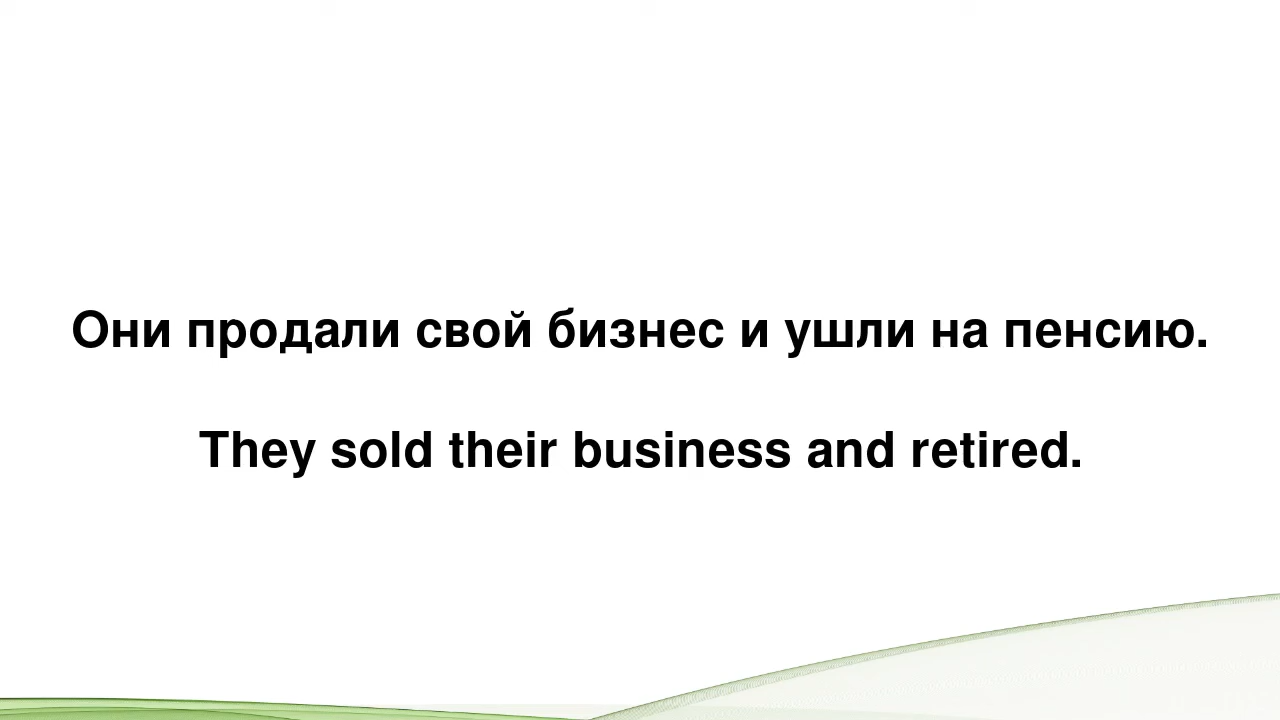 Они продали свой бизнес и ушли на пенсию.
They sold their business and retired.